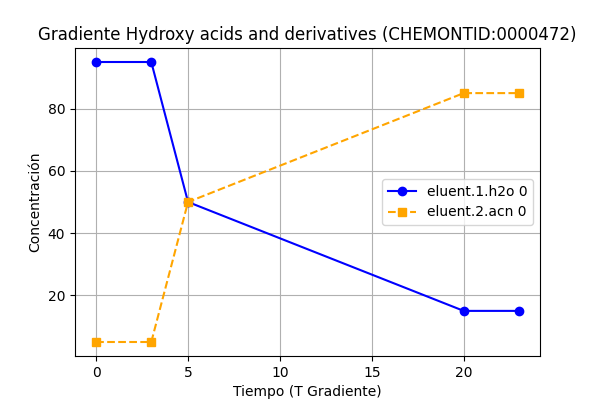 Gradiente Hydroxy acids and derivatives (CHEMONTID:0000472)
Concentración
80
60
40
20
eluent.1.h2o 0
eluent.2.acn 0
0 5 10 15 20
Tiempo (T Gradiente)